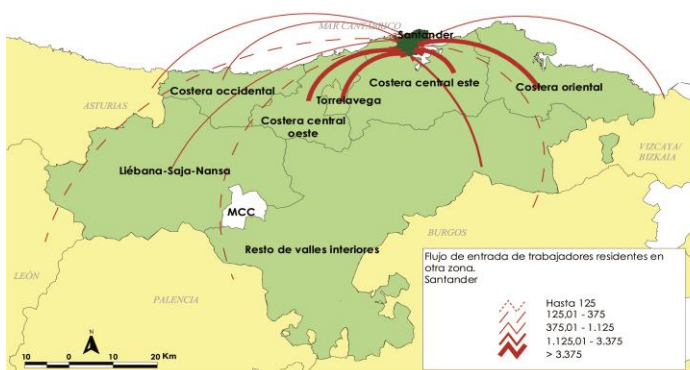 MAR CANTÁBRICO
Santander
ASTURIAS
Costera occidental
Costera central este
Costera oriental
Torrelavega
Costera central
oeste
VIZCAYA/
BIZKAIA
Liébana-Saja-Nansa
MCC
BURGOS
Resto de valles interiores
LEÓN
PALENCIA
Flujo de entrada de trabajadores residentes en
otra zona.
Santander
Hasta 125
125,01 - 375
375,01 - 1.125
1.125,01 - 3.375
> 3.375
N
10 0 10 20 Km